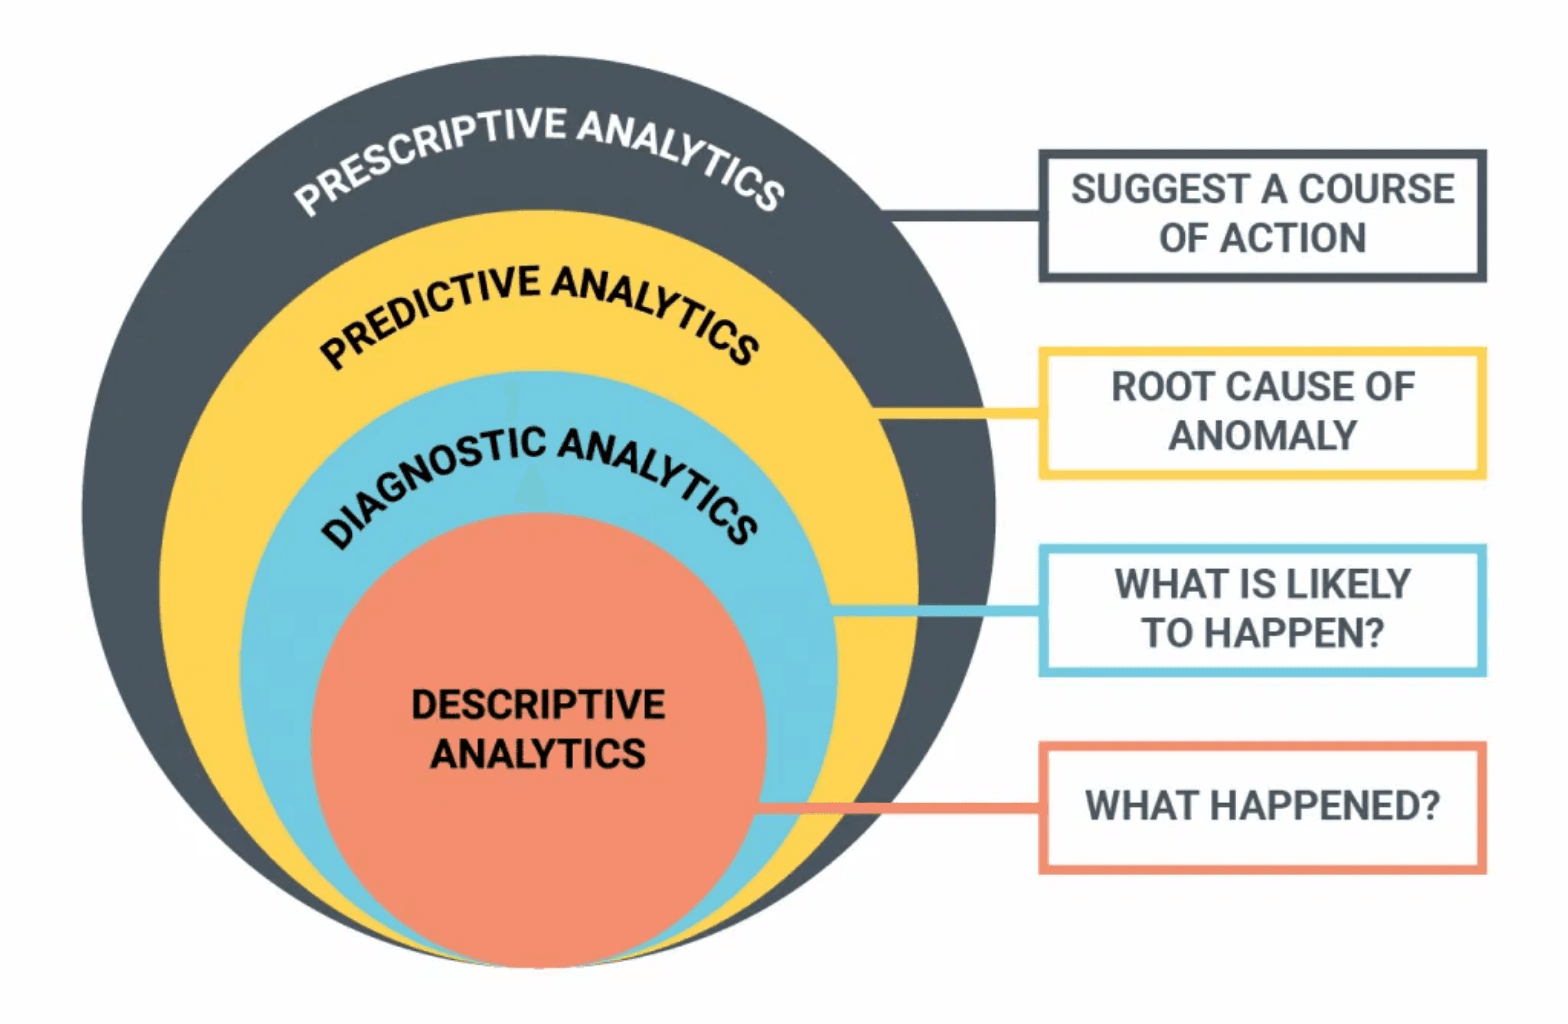 PRESCRIPTIVE ANALYTICS
PREDICTIVE ANALYTICS
DIAGNOSTIC ANALYTICS
DESCRIPTIVE
ANALYTICS
SUGGEST A COURSE
OF ACTION
ROOT CAUSE OF
ANOMALY
WHAT IS LIKELY
TO HAPPEN?
WHAT HAPPENED?